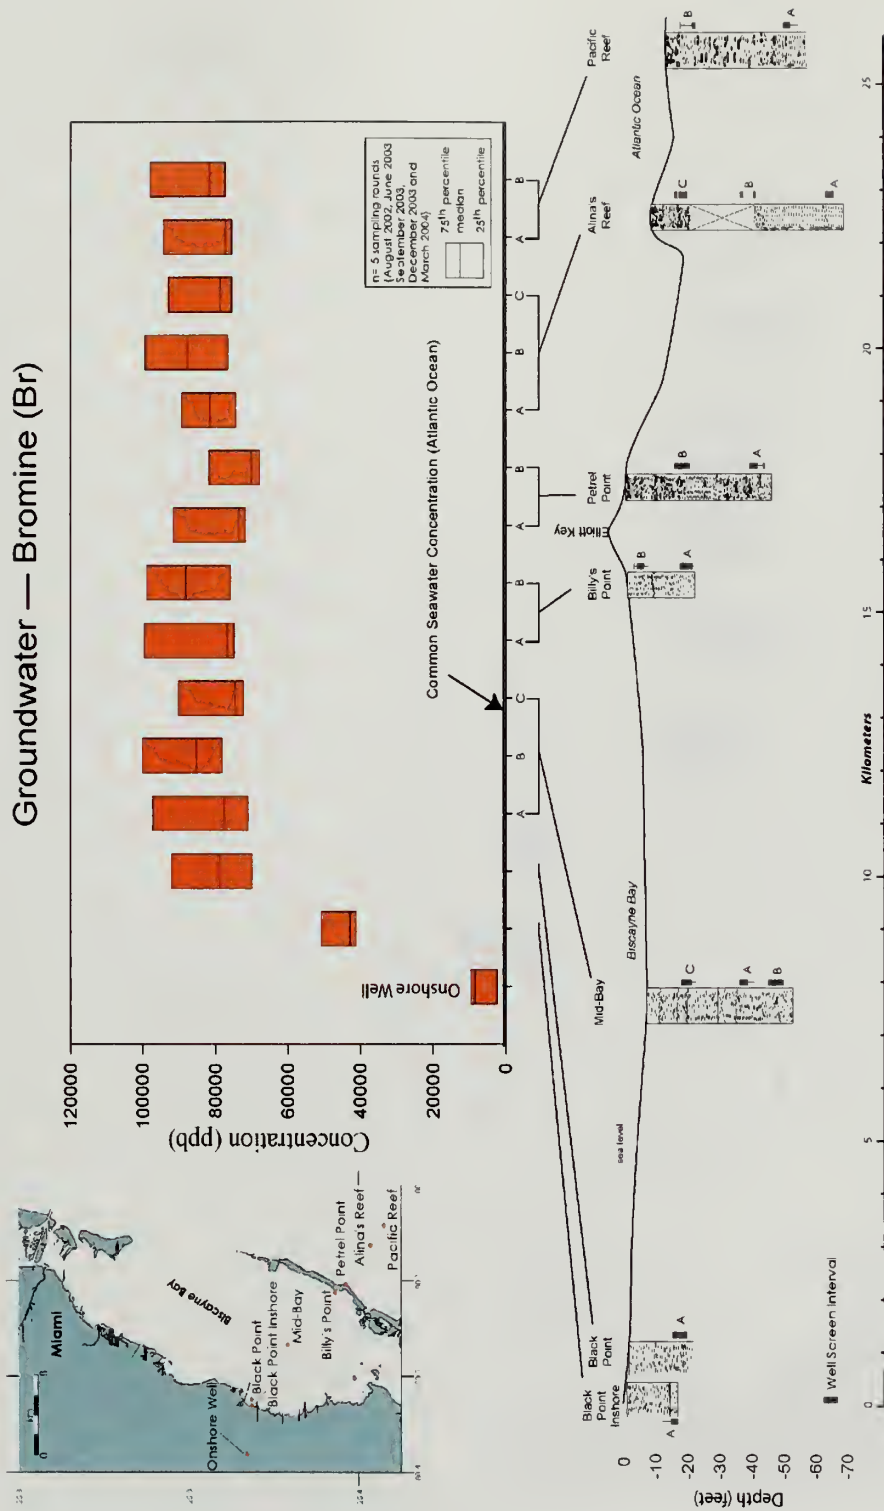 Groundwater — Bromine (Br)
Miami
Biscayne Bay
Onshore Well
Black Point
Black Point Inshore
Mid-Bay
Billy's Point
Petrel Point
Alina's Reef
Pacific Reef
Concentration (ppb)
120000
100000
80000
60000
40000
20000
0
Onshore Well
n= 5 sampling rounds
(August 2002, June 2003
September 2003,
December 2003 and
March 2004)
75th percentile
median
25th percentile
Common Seawater Concentration (Atlantic Ocean)
A B C A B A B A B C A B
Black
Point
Inshore
Black
Point
Mid-Bay
Billy's
Point
Elliott Key
Petrel
Point
Alina's
Reef
Pacific
Reef
sea level
Biscayne Bay
Atlantic Ocean
Depth (feet)
0
-10
-20
-30
-40
-50
-60
-70
A
A
C
A
B
B
A
B
A
C
B
A
B
A
Well Screen Interval
0 5 10 15 20 25
Kilometers